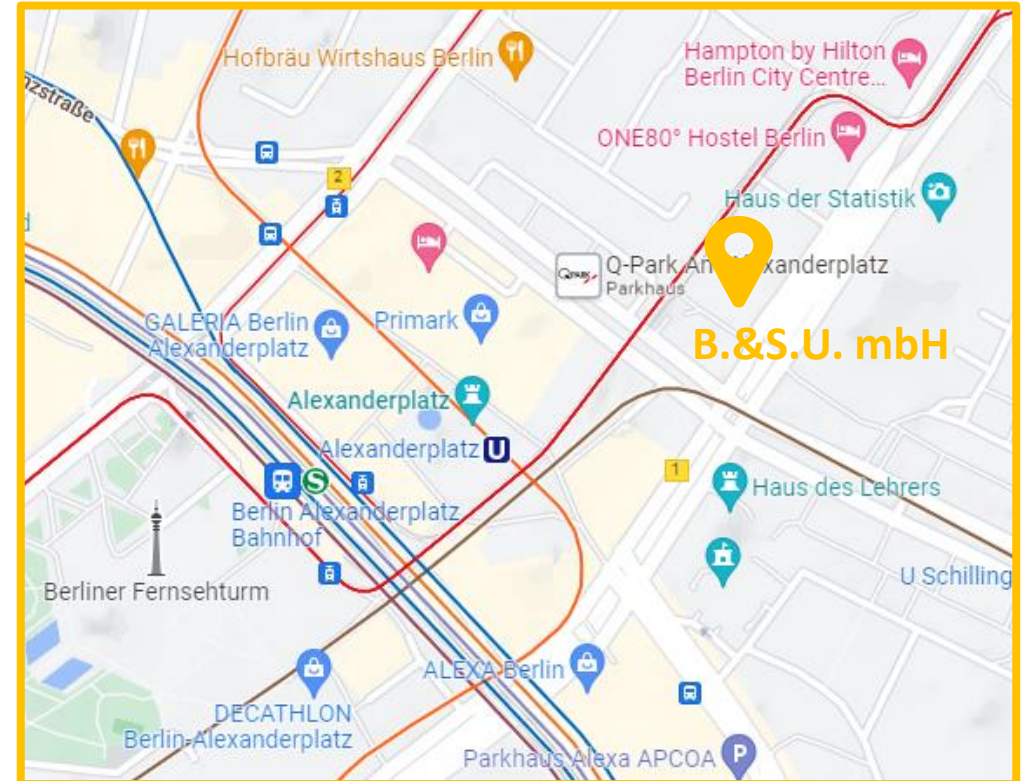 Hofbräu Wirtshaus Berlin
Hampton by Hilton
Berlin City Centre...
nzstraße
ONE80° Hostel Berlin
2
Haus der Statistik
Q-PARK
Q-Park Am Alexanderplatz
Parkhaus
GALERIA Berlin
Alexanderplatz
Primark
B.&S.U. mbH
Alexanderplatz
Alexanderplatz U
S
1
Haus des Lehrers
Berlin Alexanderplatz
Bahnhof
Berliner Fernsehturm
U Schilling
ALEXA Berlin
DECATHLON
Berlin-Alexanderplatz
Parkhaus Alexa APCOA P